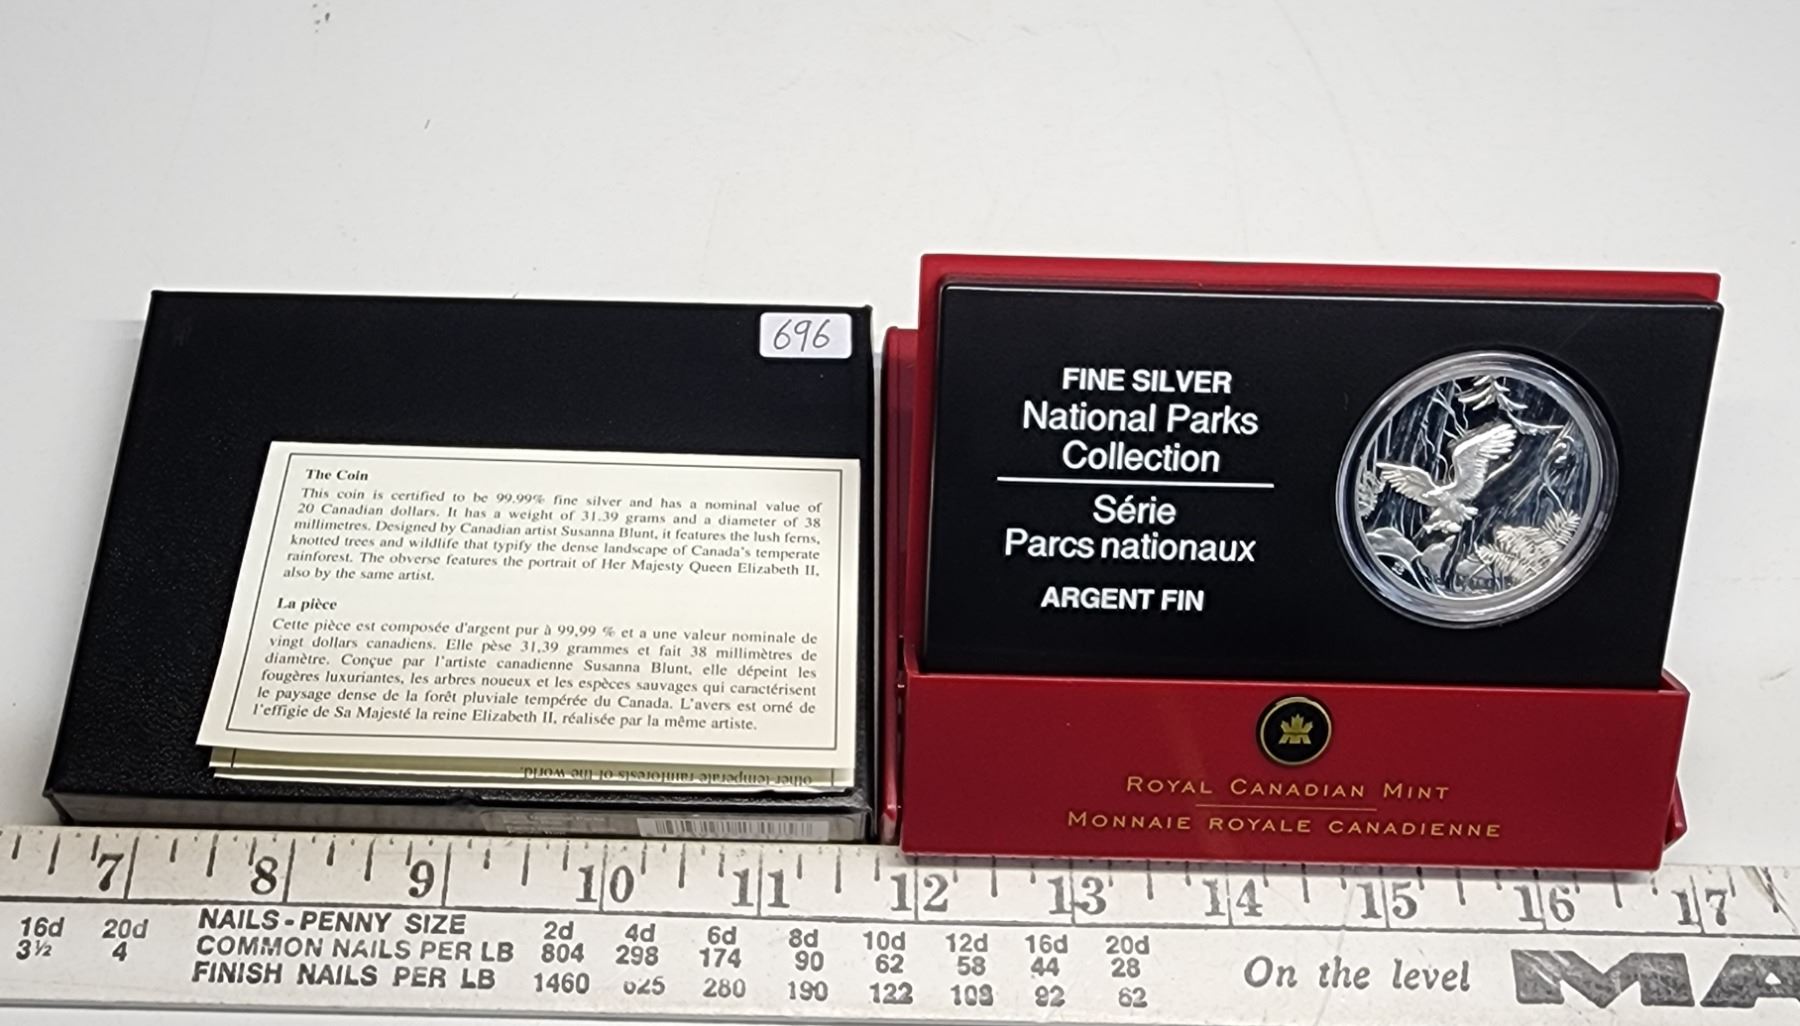 696
The Coin
This coin is certified to be 99.99% fine silver and has a nominal value of
20 Canadian dollars. It has a weight of 31.39 grams and a diameter of 38
millimetres. Designed by Canadian artist Susanna Blunt, it features the lush ferns,
knotted trees and wildlife that typify the dense landscape of Canada's temperate
rainforest. The obverse features the portrait of Her Majesty Queen Elizabeth II,
also by the same artist.
La pièce
Cette pièce est composée d'argent pur à 99,99 % et a une valeur nominale de
vingt dollars canadiens. Elle pèse 31,39 grammes et fait 38 millimètres de
diamètre. Conçue par l'artiste canadienne Susanna Blunt, elle dépeint les
fougères luxuriantes, les arbres noueux et les espèces sauvages qui caractérisent
le paysage dense de la forêt pluviale tempérée du Canada. L'avers est orné de
l'effigie de Sa Majesté la reine Elizabeth II, réalisée par la même artiste.
other temperate rainforests of the world.
FINE SILVER
National Parks
Collection
Série
Parcs nationaux
ARGENT FIN
ROYAL CANADIAN MINT
MONNAIE ROYALE CANADIENNE
7 8 9 10 11 12 13 14 15 16 17
16d 20d NAILS-PENNY SIZE 2d 4d 6d 8d 10d 12d 16d 20d
3½ 4 COMMON NAILS PER LB 804 298 174 90 62 58 44 28
FINISH NAILS PER LB 1460 625 280 190 122 103 92 62
On the level